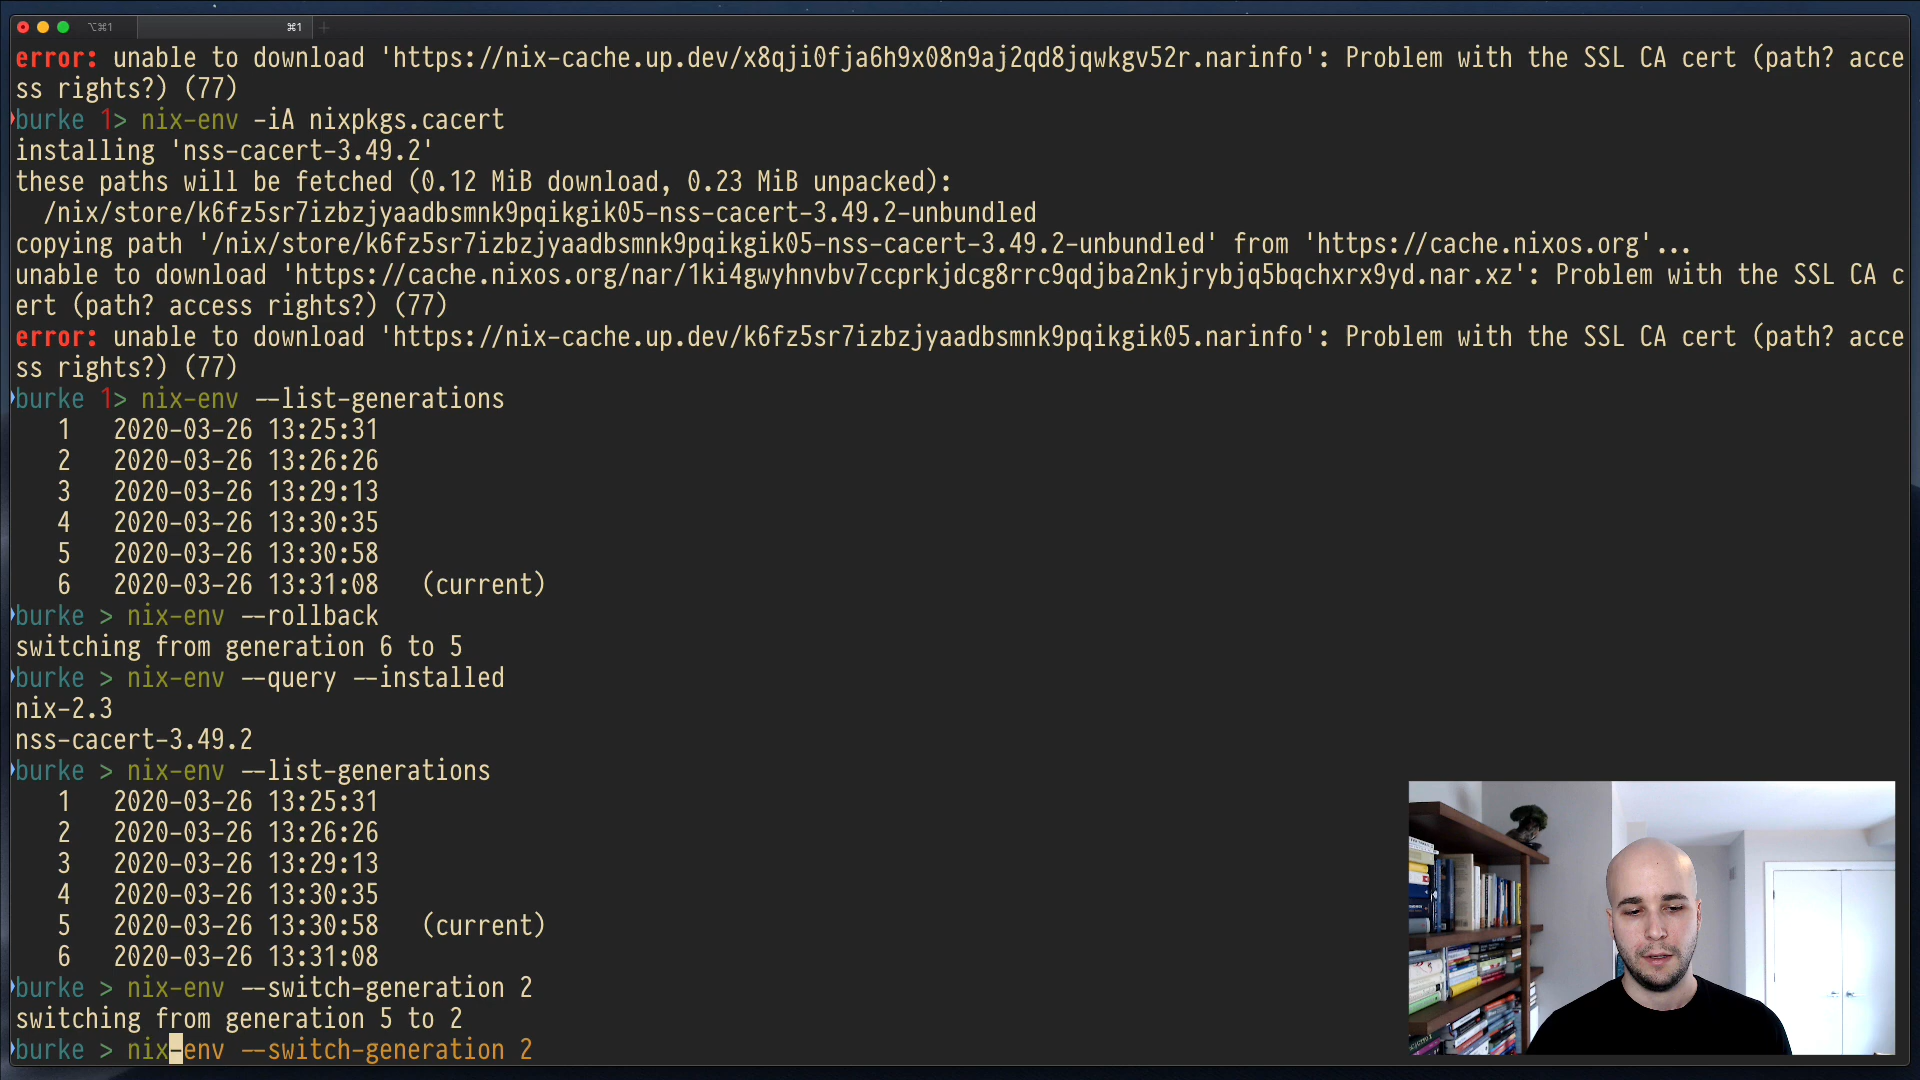 ⌥⌘1 ⌘1 +
error: unable to download 'https://nix-cache.up.dev/x8qji0fja6h9x08n9aj2qd8jqwkgv52r.narinfo': Problem with the SSL CA cert (path? acce
ss rights?) (77)
burke 1> nix-env -iA nixpkgs.cacert
installing 'nss-cacert-3.49.2'
these paths will be fetched (0.12 MiB download, 0.23 MiB unpacked):
/nix/store/k6fz5sr7izbzjyaadbsmnk9pqikgik05-nss-cacert-3.49.2-unbundled
copying path '/nix/store/k6fz5sr7izbzjyaadbsmnk9pqikgik05-nss-cacert-3.49.2-unbundled' from 'https://cache.nixos.org'...
unable to download 'https://cache.nixos.org/nar/1ki4gwyhnvbv7ccprkjdcg8rrc9qdjba2nkjrybjq5bqchxrx9yd.nar.xz': Problem with the SSL CA c
ert (path? access rights?) (77)
error: unable to download 'https://nix-cache.up.dev/k6fz5sr7izbzjyaadbsmnk9pqikgik05.narinfo': Problem with the SSL CA cert (path? acce
ss rights?) (77)
burke 1> nix-env --list-generations
1 2020-03-26 13:25:31
2 2020-03-26 13:26:26
3 2020-03-26 13:29:13
4 2020-03-26 13:30:35
5 2020-03-26 13:30:58
6 2020-03-26 13:31:08 (current)
burke > nix-env --rollback
switching from generation 6 to 5
burke > nix-env --query --installed
nix-2.3
nss-cacert-3.49.2
burke > nix-env --list-generations
1 2020-03-26 13:25:31
2 2020-03-26 13:26:26
3 2020-03-26 13:29:13
4 2020-03-26 13:30:35
5 2020-03-26 13:30:58 (current)
6 2020-03-26 13:31:08
burke > nix-env --switch-generation 2
switching from generation 5 to 2
burke > nix-env --switch-generation 2